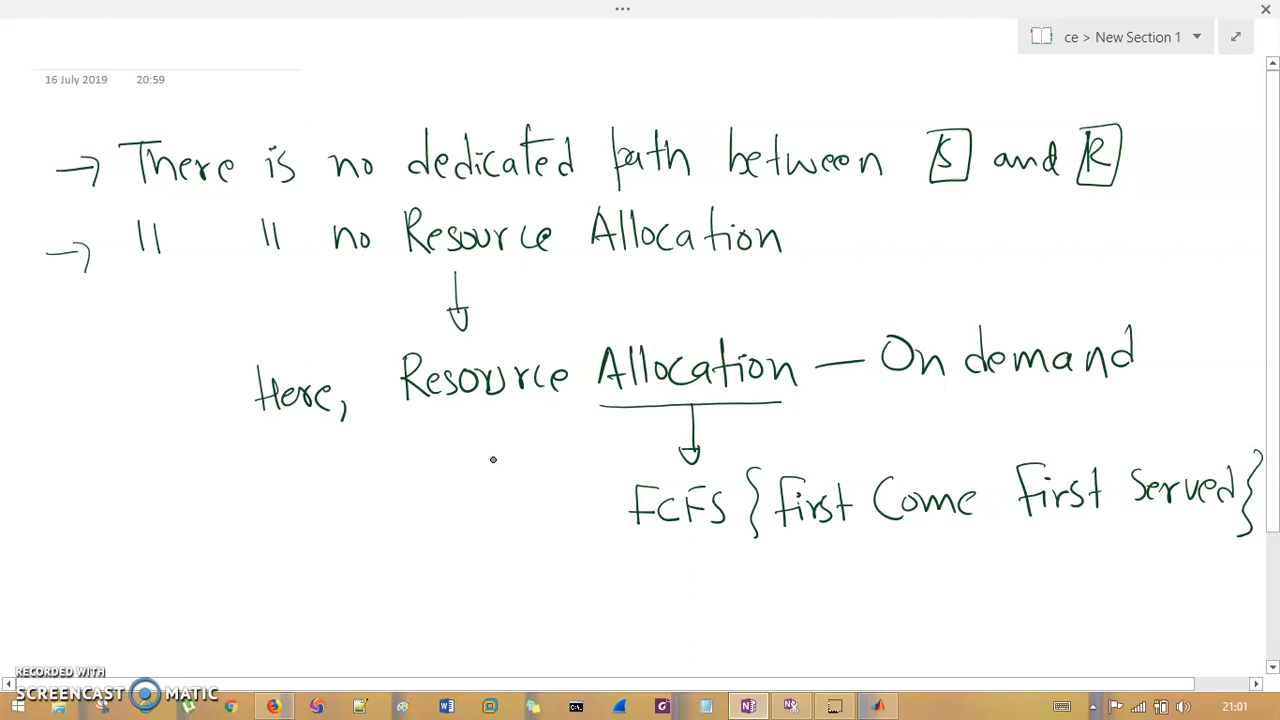 ce > New Section 1
16 July 2019 20:59
→ There is no dedicated path between S and R
→ " " no Resource Allocation
Here, Resource Allocation — On demand
FCFS {First Come First Served}
RECORDED WITH
SCREENCAST MATIC
21:01